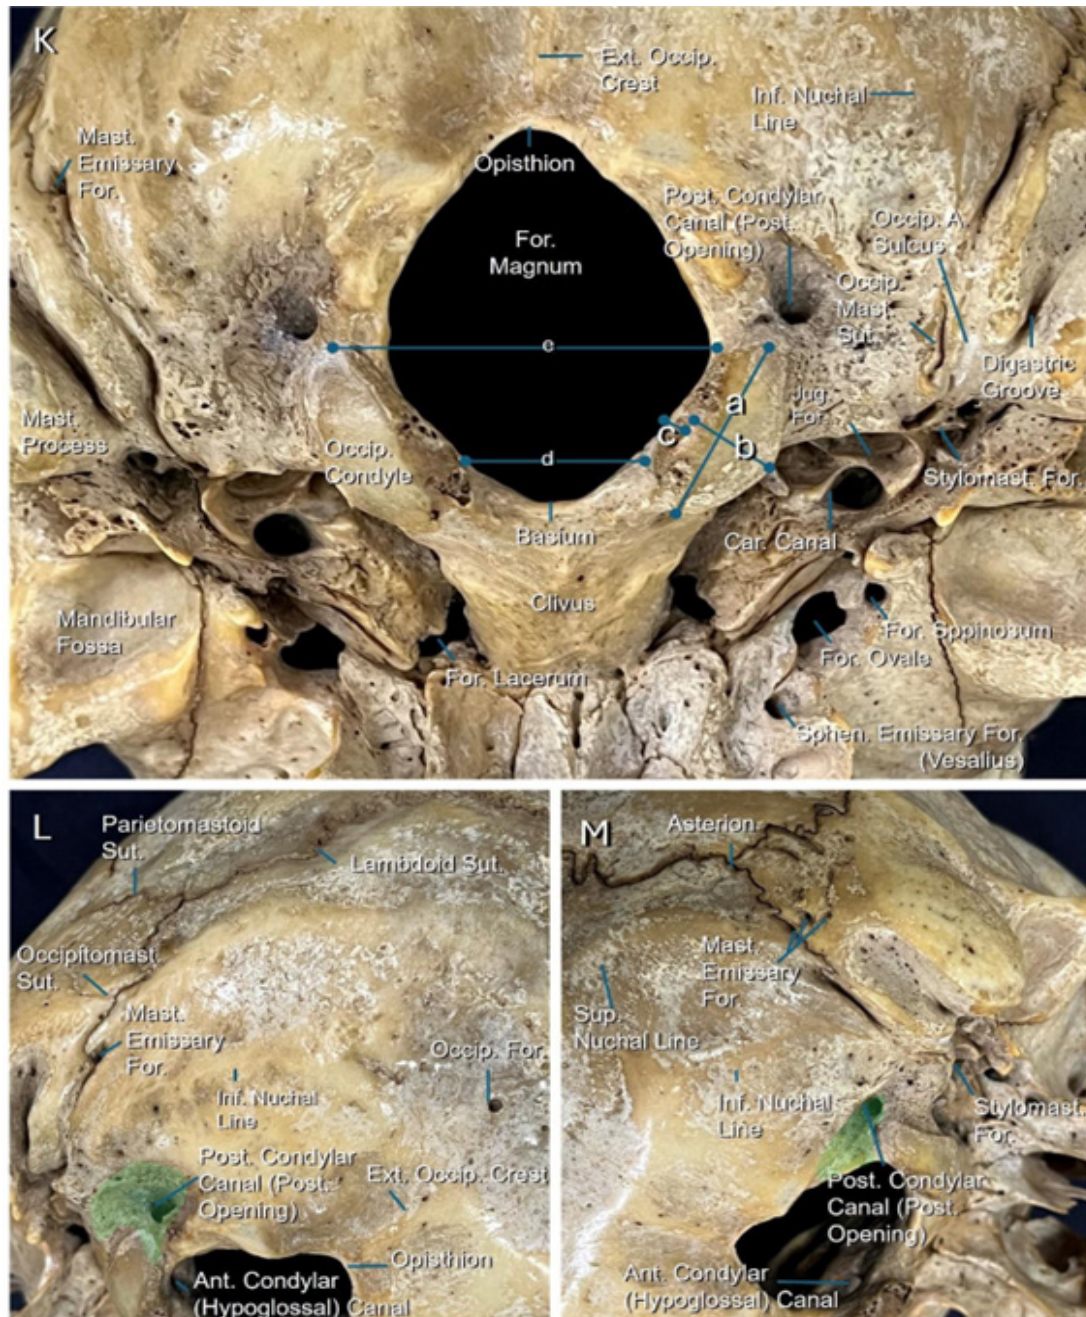 K
Ext. Occip.
Crest
Inf. Nuchal
Line
Mast.
Emissary
For.
Opisthion
Post. Condylar
Canal (Post.
Opening)
Occip. A.
Sulcus
For.
Magnum
Occip.
Mast.
Sut.
e
Digastric
Groove
a
Jug.
For.
c
b
Mast.
Process
Occip.
Condyle
d
Stylomast. For.
Basium
Car. Canal
Clivus
Mandibular
Fossa
For. Sppinosum
For. Ovale
For. Lacerum
Sphen. Emissary For.
(Vesalius)
L
Parietomastoid
Sut.
Lambdoid Sut.
Occipitomast.
Sut.
Mast.
Emissary
For.
Occip. For.
Inf. Nuchal
Line
Post. Condylar
Canal (Post.
Opening)
Ext. Occip. Crest
Opisthion
Ant. Condylar
(Hypoglossal) Canal
M
Asterion
Mast.
Emissary
For.
Sup.
Nuchal Line
Inf. Nuchal
Line
Stylomast.
For.
Post. Condylar
Canal (Post.
Opening)
Ant. Condylar
(Hypoglossal) Canal